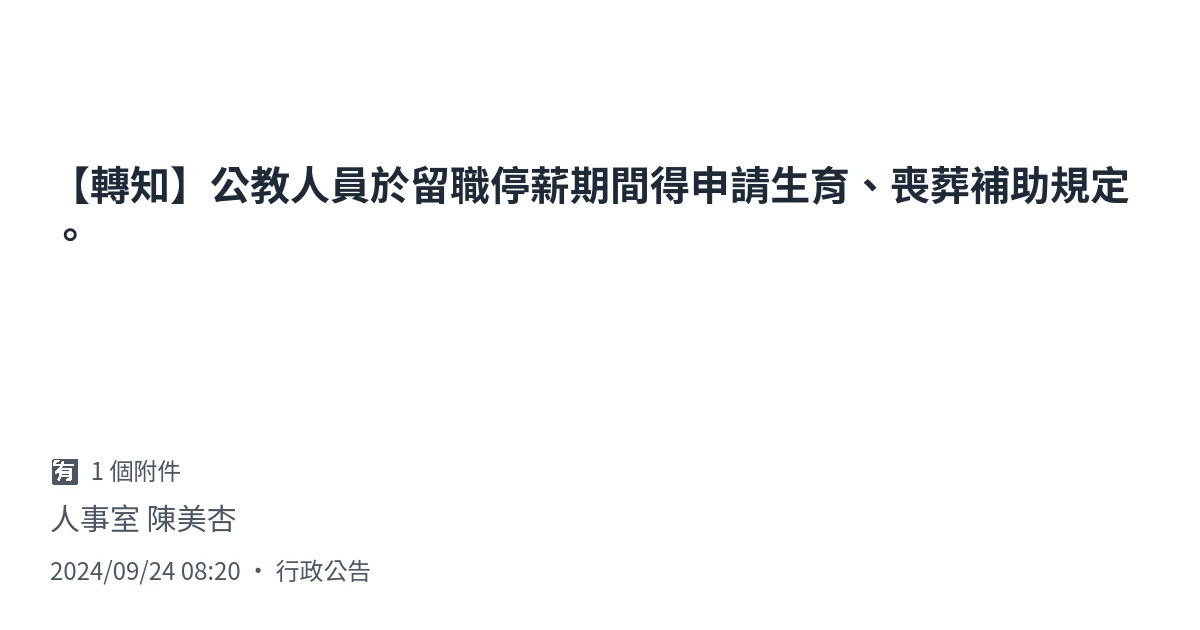 【轉知】公教人員於留職停薪期間得申請生育、喪葬補助規定
。
🈶 1 個附件
人事室 陳美杏
2024/09/24 08:20 • 行政公告